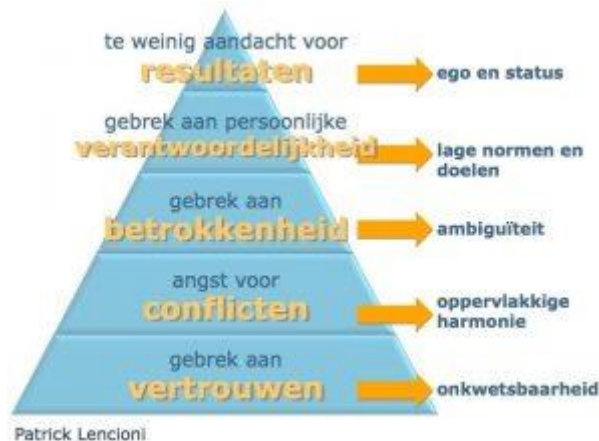 te weinig aandacht voor
resultaten
ego en status
gebrek aan persoonlijke
verantwoordelijkheid
lage normen en
doelen
gebrek aan
betrokkenheid
ambiguïteit
angst voor
conflicten
oppervlakkige
harmonie
gebrek aan
vertrouwen
onkwetsbaarheid
Patrick Lencioni